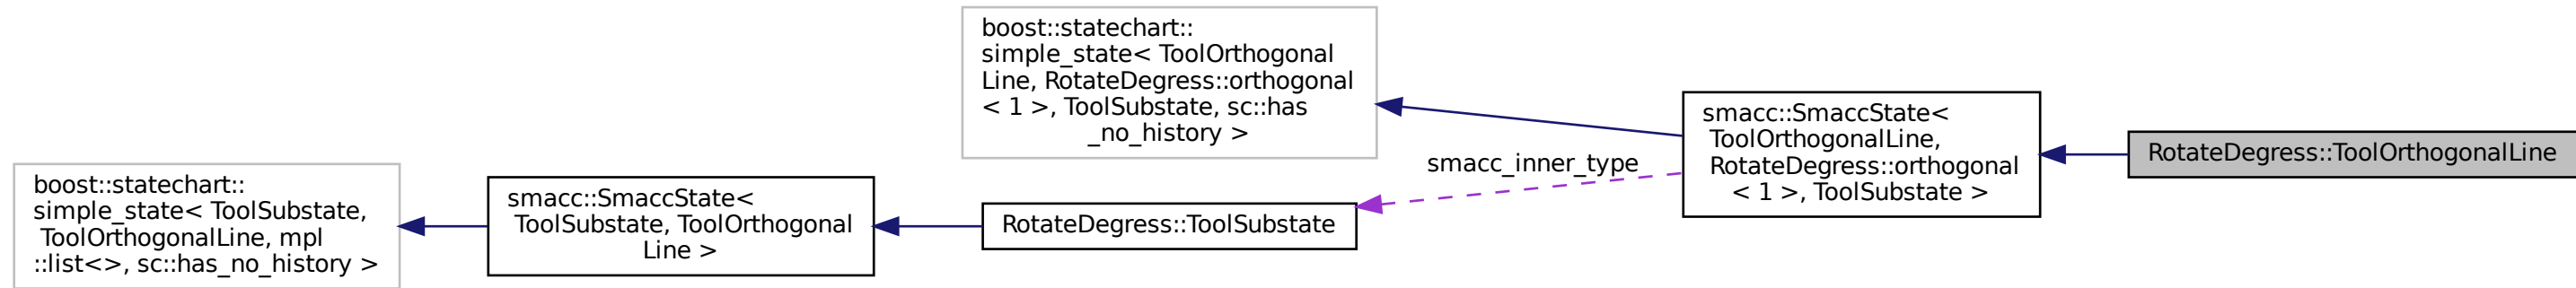 boost::statechart::
simple_state< ToolOrthogonal
Line, RotateDegress::orthogonal
< 1 >, ToolSubstate, sc::has
_no_history >
smacc::SmaccState<
ToolOrthogonalLine,
RotateDegress::orthogonal
< 1 >, ToolSubstate >
RotateDegress::ToolOrthogonalLine
smacc_inner_type
boost::statechart::
simple_state< ToolSubstate,
ToolOrthogonalLine, mpl
::list<>, sc::has_no_history >
smacc::SmaccState<
ToolSubstate, ToolOrthogonal
Line >
RotateDegress::ToolSubstate